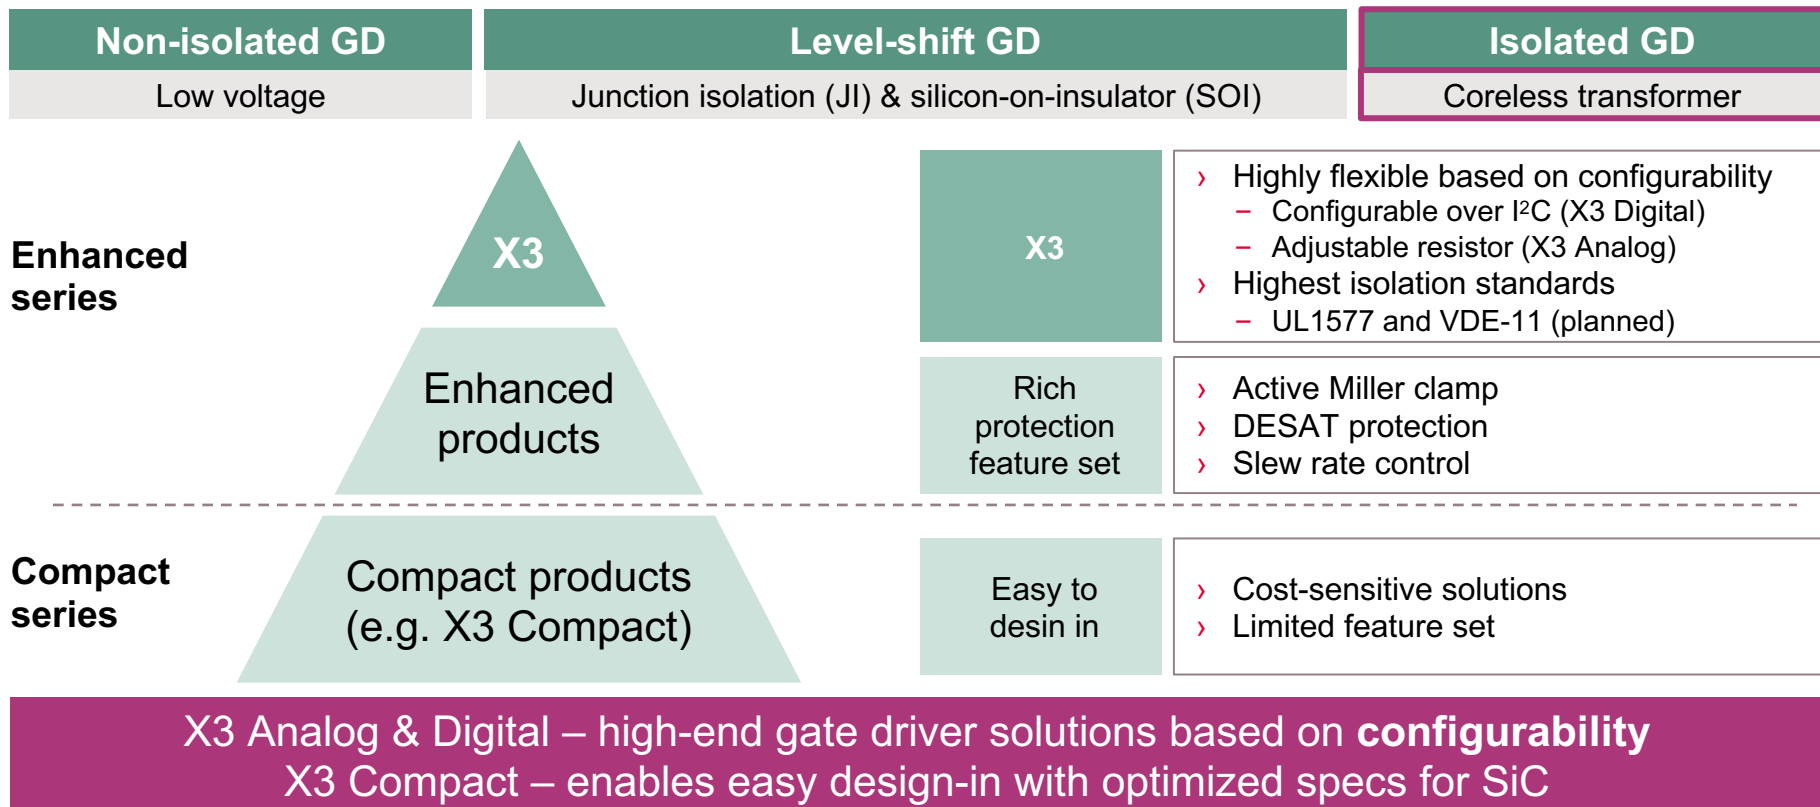 Non-isolated GD
Level-shift GD
Isolated GD
Low voltage
Junction isolation (JI) & silicon-on-insulator (SOI)
Coreless transformer
Enhanced
series
X3
X3
› Highly flexible based on configurability
– Configurable over I²C (X3 Digital)
– Adjustable resistor (X3 Analog)
› Highest isolation standards
– UL1577 and VDE-11 (planned)
Enhanced
products
Rich
protection
feature set
› Active Miller clamp
› DESAT protection
› Slew rate control
Compact
series
Compact products
(e.g. X3 Compact)
Easy to
desin in
› Cost-sensitive solutions
› Limited feature set
X3 Analog & Digital – high-end gate driver solutions based on configurability
X3 Compact – enables easy design-in with optimized specs for SiC